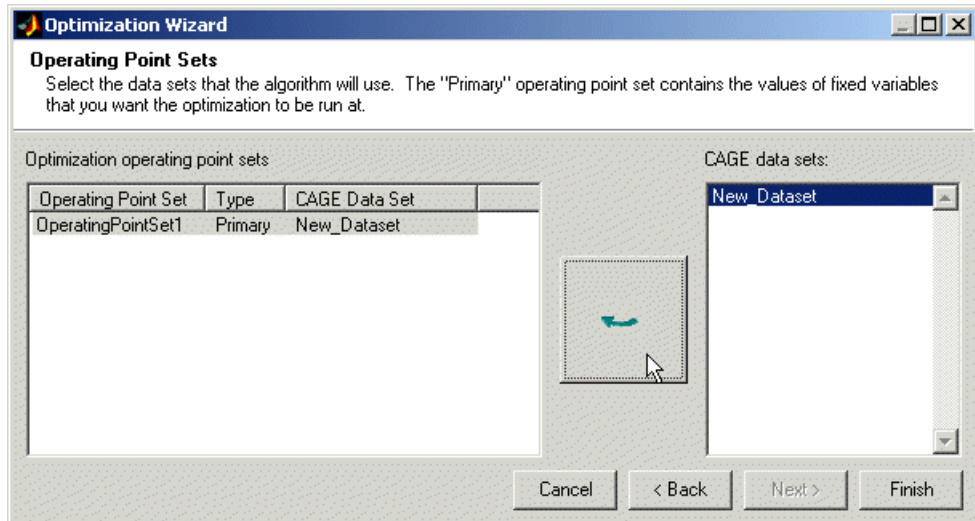 Optimization Wizard
Operating Point Sets
Select the data sets that the algorithm will use. The "Primary" operating point set contains the values of fixed variables
that you want the optimization to be run at.
Optimization operating point sets
CAGE data sets:
Operating Point Set Type CAGE Data Set
New_Dataset
OperatingPointSet1 Primary New_Dataset
Cancel < Back Next > Finish